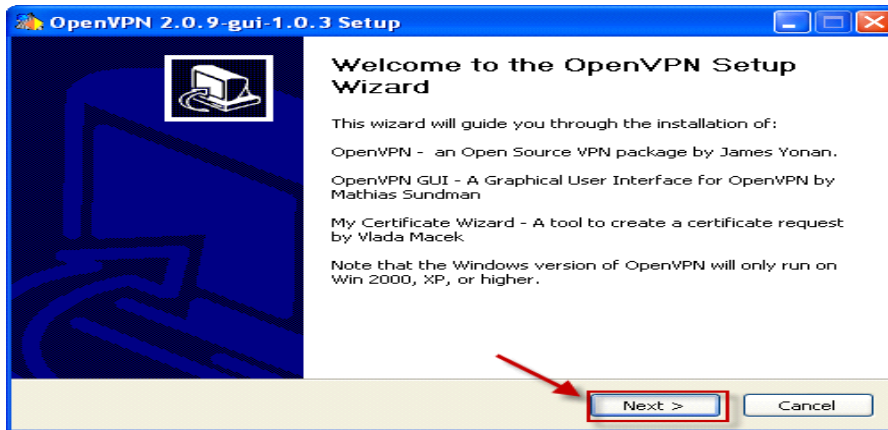 OpenVPN 2.0.9-gui-1.0.3 Setup
Welcome to the OpenVPN Setup
Wizard
This wizard will guide you through the installation of:
OpenVPN - an Open Source VPN package by James Yonan.
OpenVPN GUI - A Graphical User Interface for OpenVPN by
Mathias Sundman
My Certificate Wizard - A tool to create a certificate request
by Vlada Macek
Note that the Windows version of OpenVPN will only run on
Win 2000, XP, or higher.
Next >
Cancel